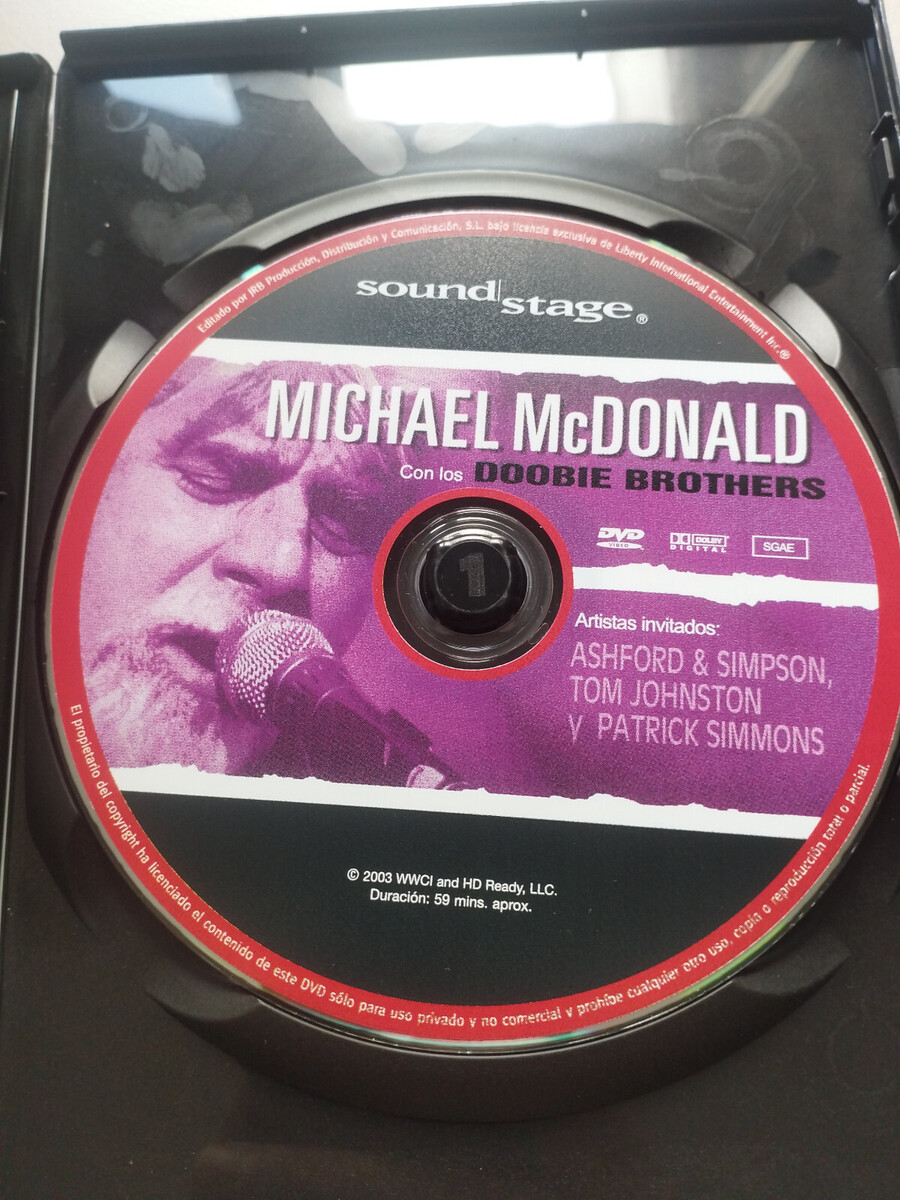 Editado por JRB Producción, Distribución y Comunicación, S.L. bajo licencia exclusiva de Liberty International Entertainment Inc.®
sound stage®
MICHAEL McDONALD
Con los DOOBIE BROTHERS
DVD VIDEO
DOLBY DIGITAL
SGAE
1
Artistas invitados:
ASHFORD & SIMPSON,
TOM JOHNSTON
y PATRICK SIMMONS
© 2003 WWCI and HD Ready, LLC.
Duración: 59 mins. aprox.
El propietario del copyright ha licenciado el contenido de este DVD sólo para uso privado y no comercial y prohíbe cualquier otro uso, copia o reproducción total o parcial.